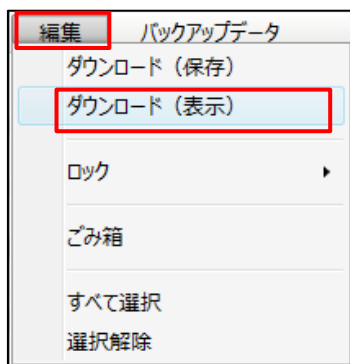 編集 バックアップデータ
ダウンロード（保存）
ダウンロード（表示）
ロック
ごみ箱
すべて選択
選択解除